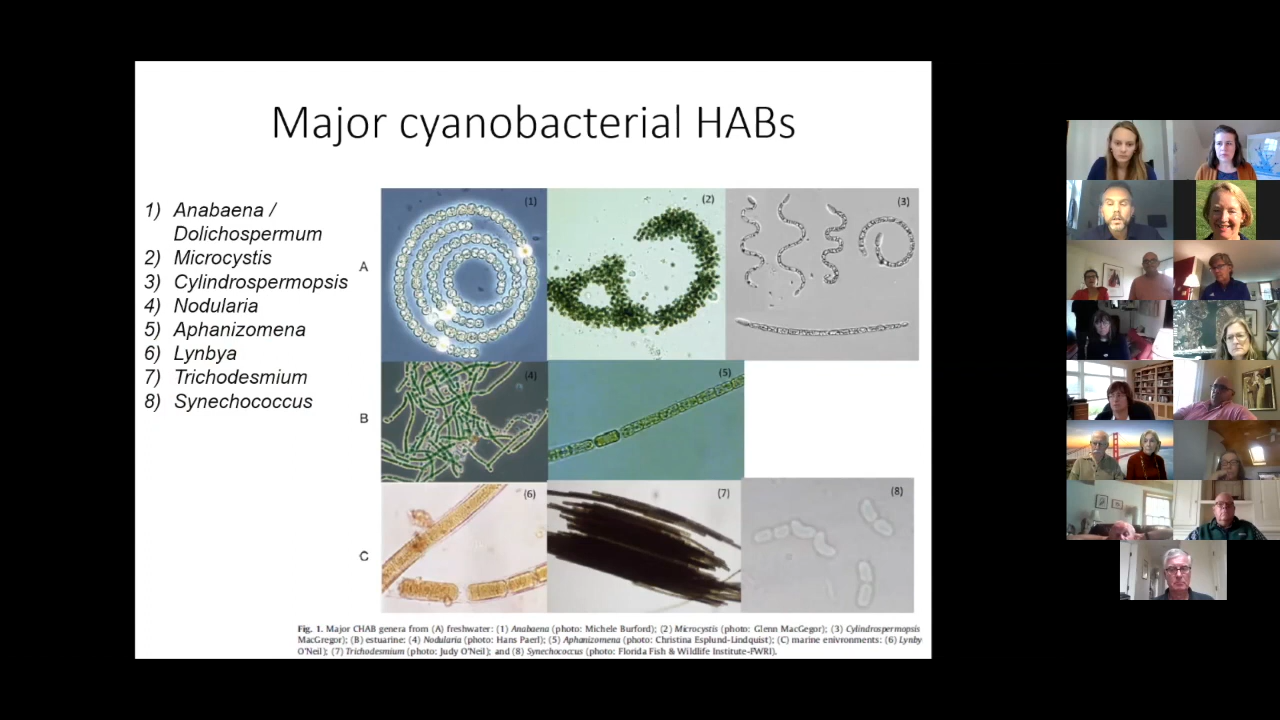 Major cyanobacterial HABs
1) Anabaena /
Dolichospermum
2) Microcystis
3) Cylindrospermopsis
4) Nodularia
5) Aphanizomena
6) Lynbya
7) Trichodesmium
8) Synechococcus
A
(1)
(2)
(3)
B
(4)
(5)
C
(6)
(7)
(8)
Fig. 1. Major CHAB genera from (A) freshwater: (1) Anabaena (photo: Michele Burford); (2) Microcystis (photo: Glenn MacGegor); (3) Cylindrospermopsis
MacGregor); (B) estuarine: (4) Nodularia (photo: Hans Paerl); (5) Aphanizomena (photo: Christina Esplund-Lindquist); (C) marine enivronments: (6) Lynby
O'Neil); (7) Trichodesmium (photo: Judy O'Neil); and (8) Synechococcus (photo: Florida Fish & Wildlife Institute-FWRI).